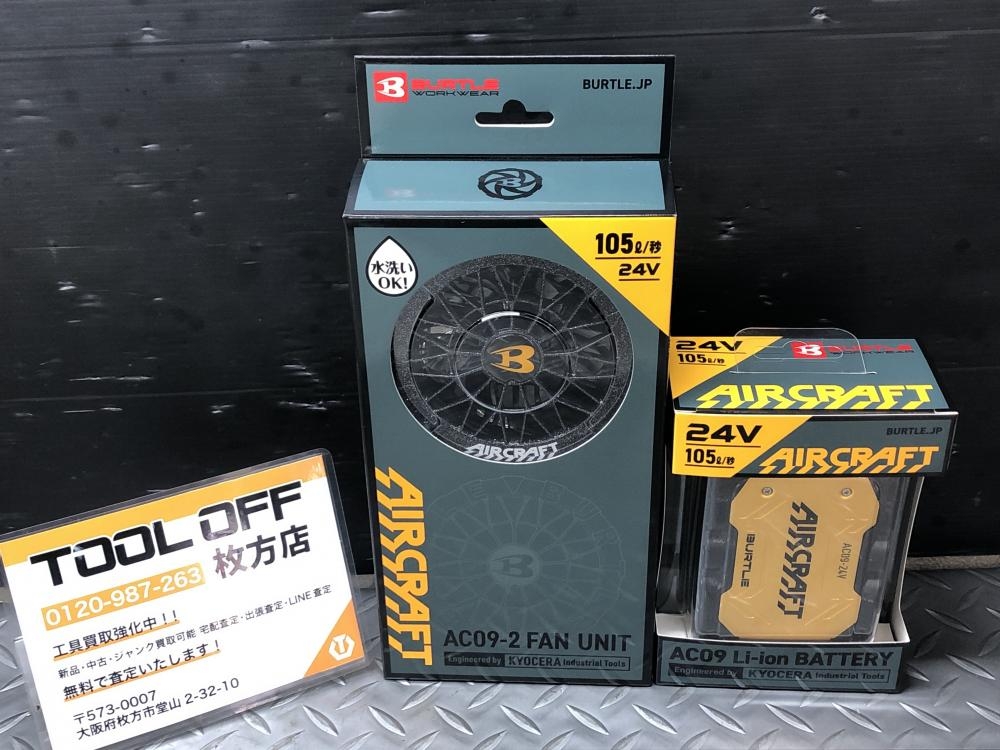 BURTLE
WORKWEAR
BURTLE.JP
B
105ℓ/秒
24V
水洗い
OK!
B
AIRCRAFT
AIRCRAFT
B
AC09-2 FAN UNIT
Engineered by KYOCERA Industrial Tools
24V
105ℓ/秒
BURTLE
WORKWEAR
AIRCRAFT
24V
105ℓ/秒
BURTLE.JP
AIRCRAFT
AIRCRAFT
BURTLE
AC09-24V
AC09 Li-ion BATTERY
Engineered by KYOCERA Industrial Tools
TOOL OFF
0120-987-263 枚方店
工具買取強化中！！
新品・中古・ジャンク買取可能 宅配査定・出張査定・LINE査定
無料で査定いたします！
〒573-0007
大阪府枚方市堂山 2-32-10